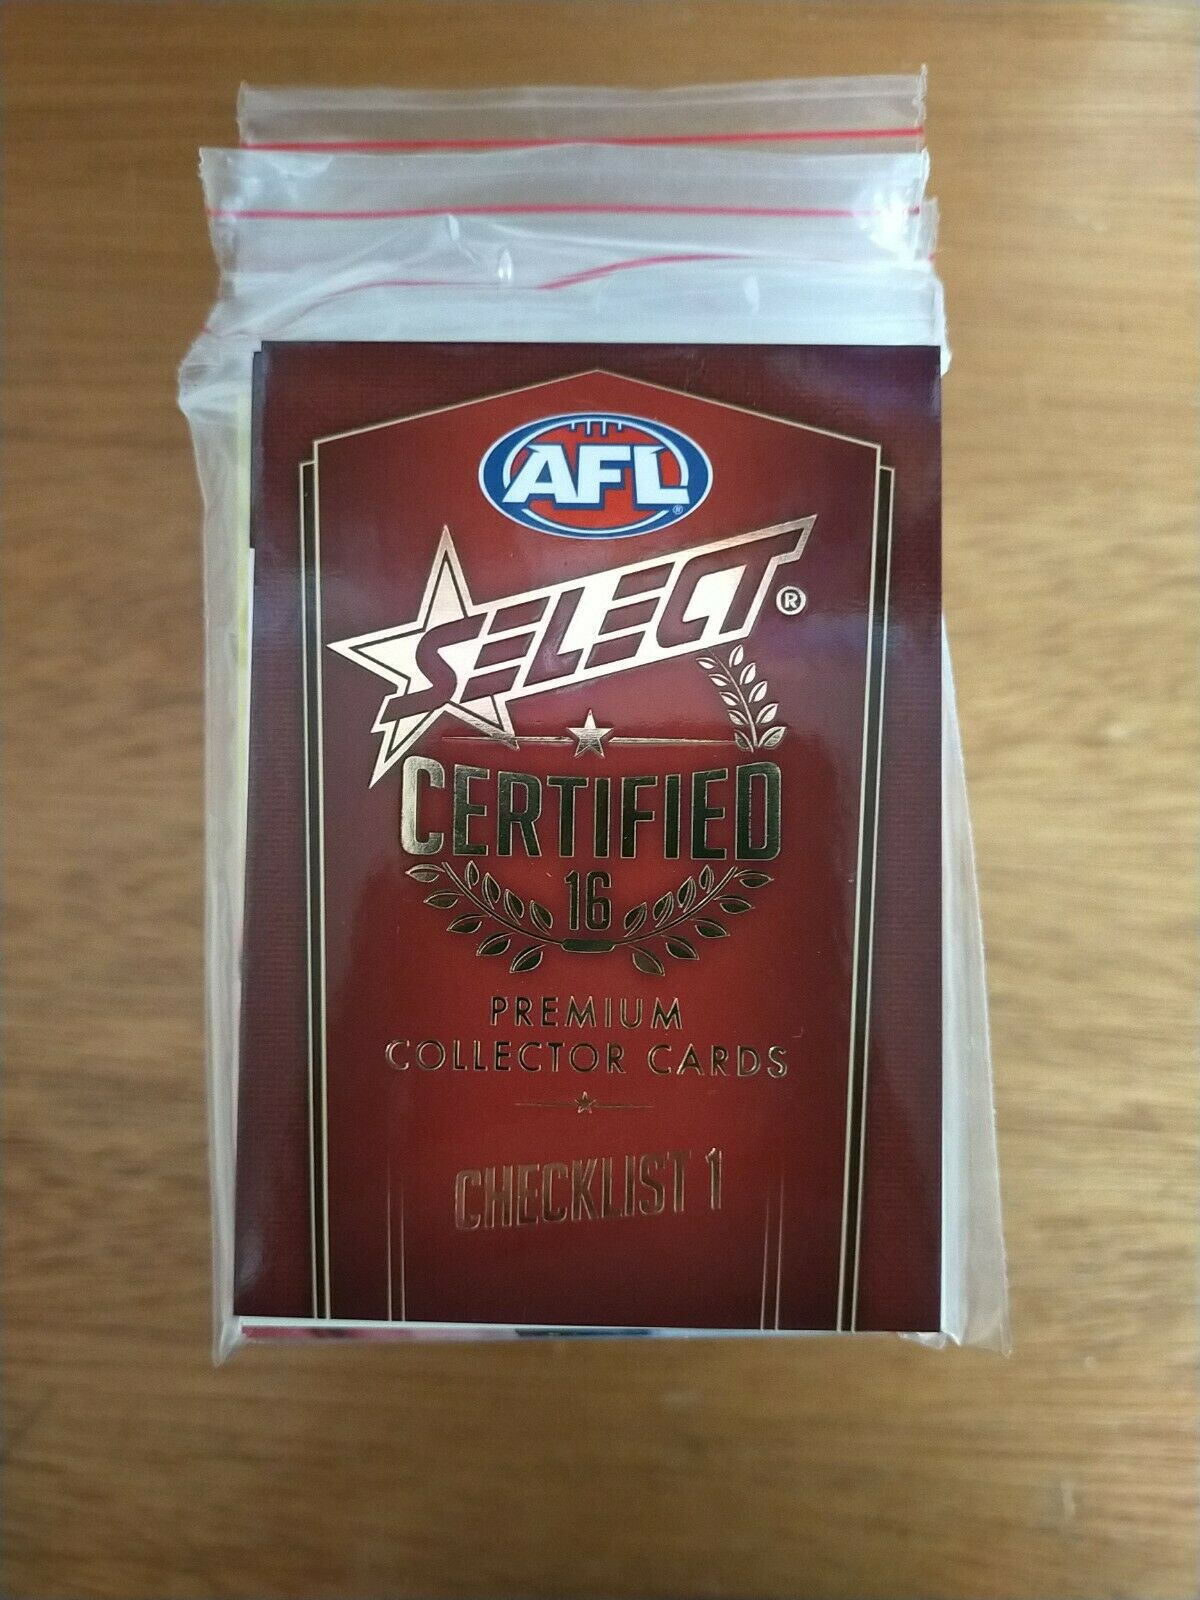 AFL®
SELECT®
CERTIFIED
16
PREMIUM
COLLECTOR CARDS
CHECKLIST 1